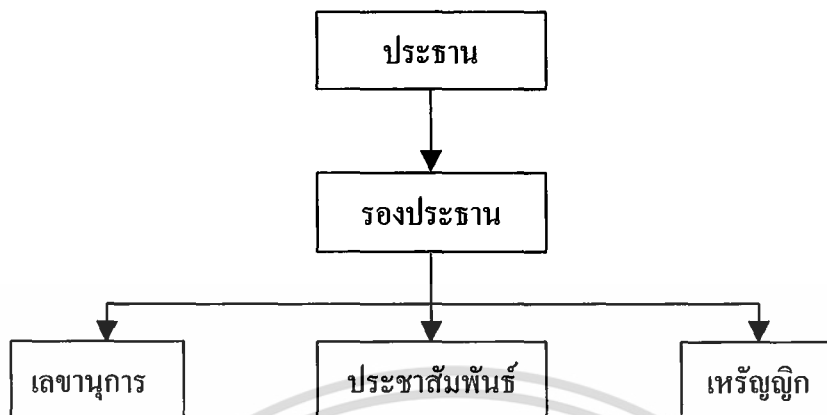 ประธาน
รองประธาน
เลขานุการ
ประชาสัมพันธ์
เหรัญญิก